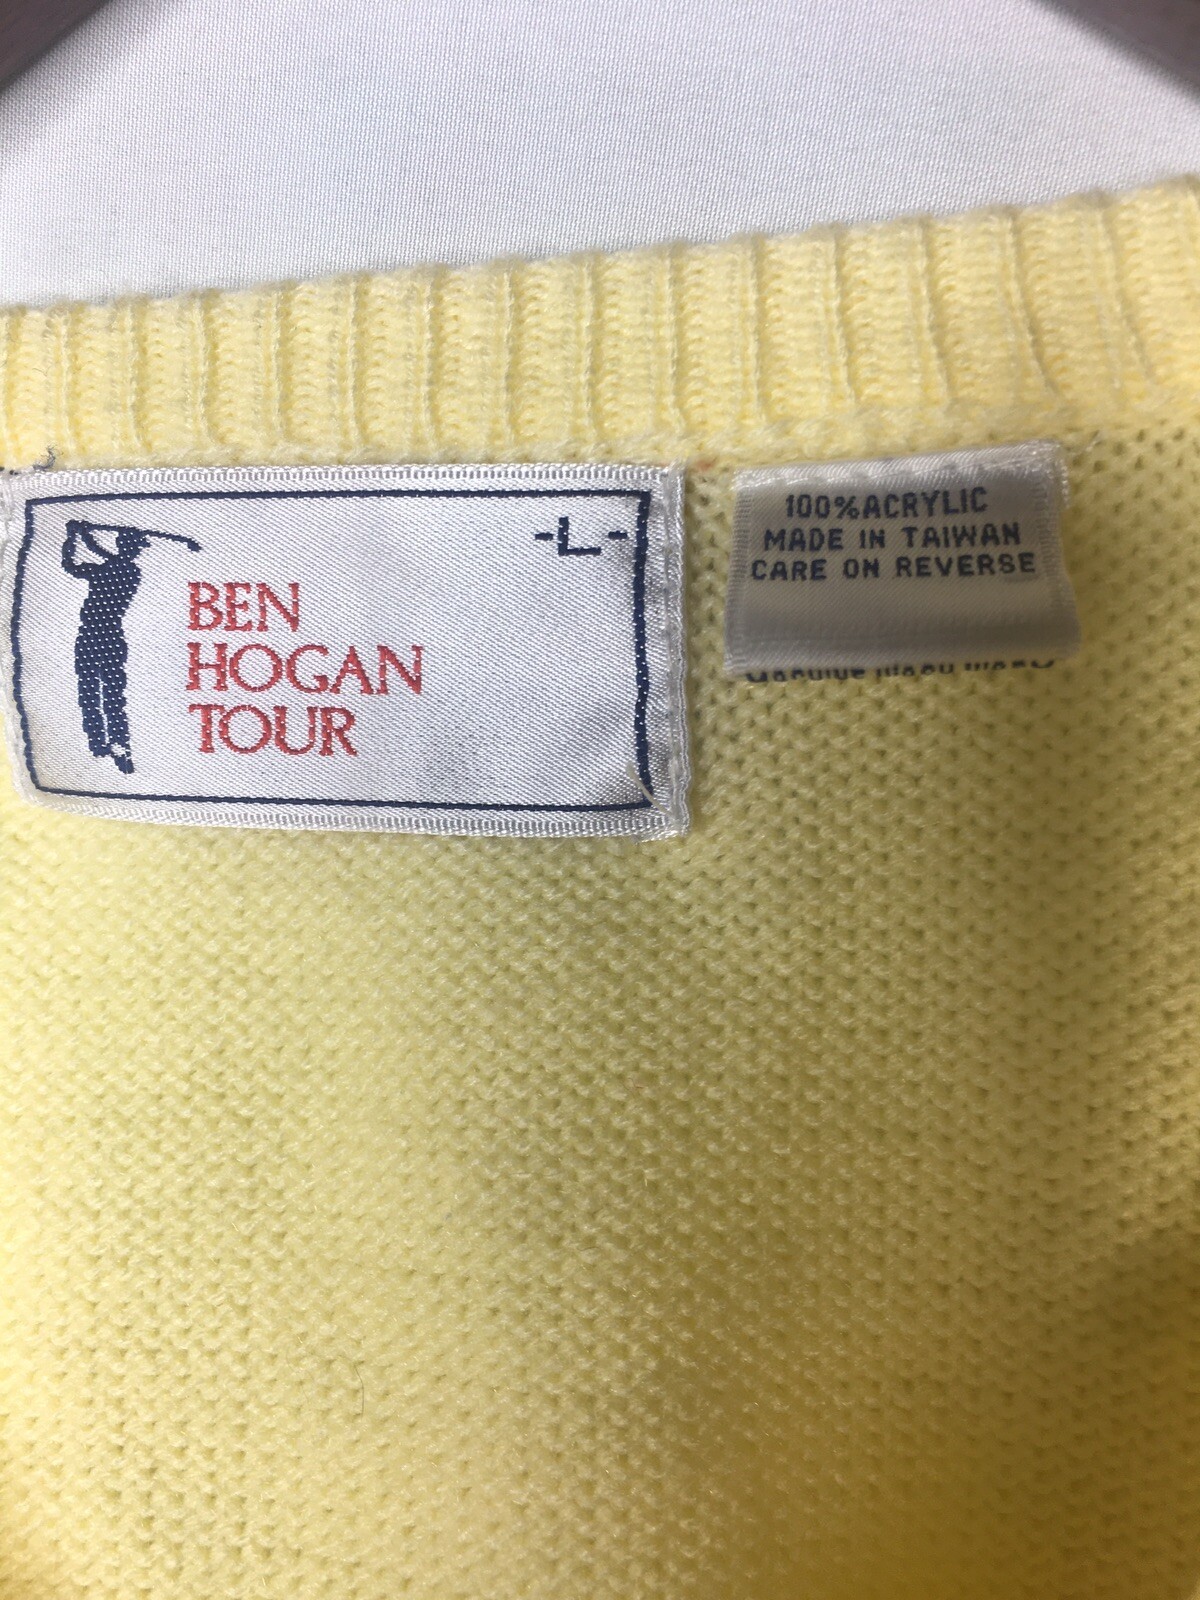 -L-
BEN
HOGAN
TOUR
100%ACRYLIC
MADE IN TAIWAN
CARE ON REVERSE